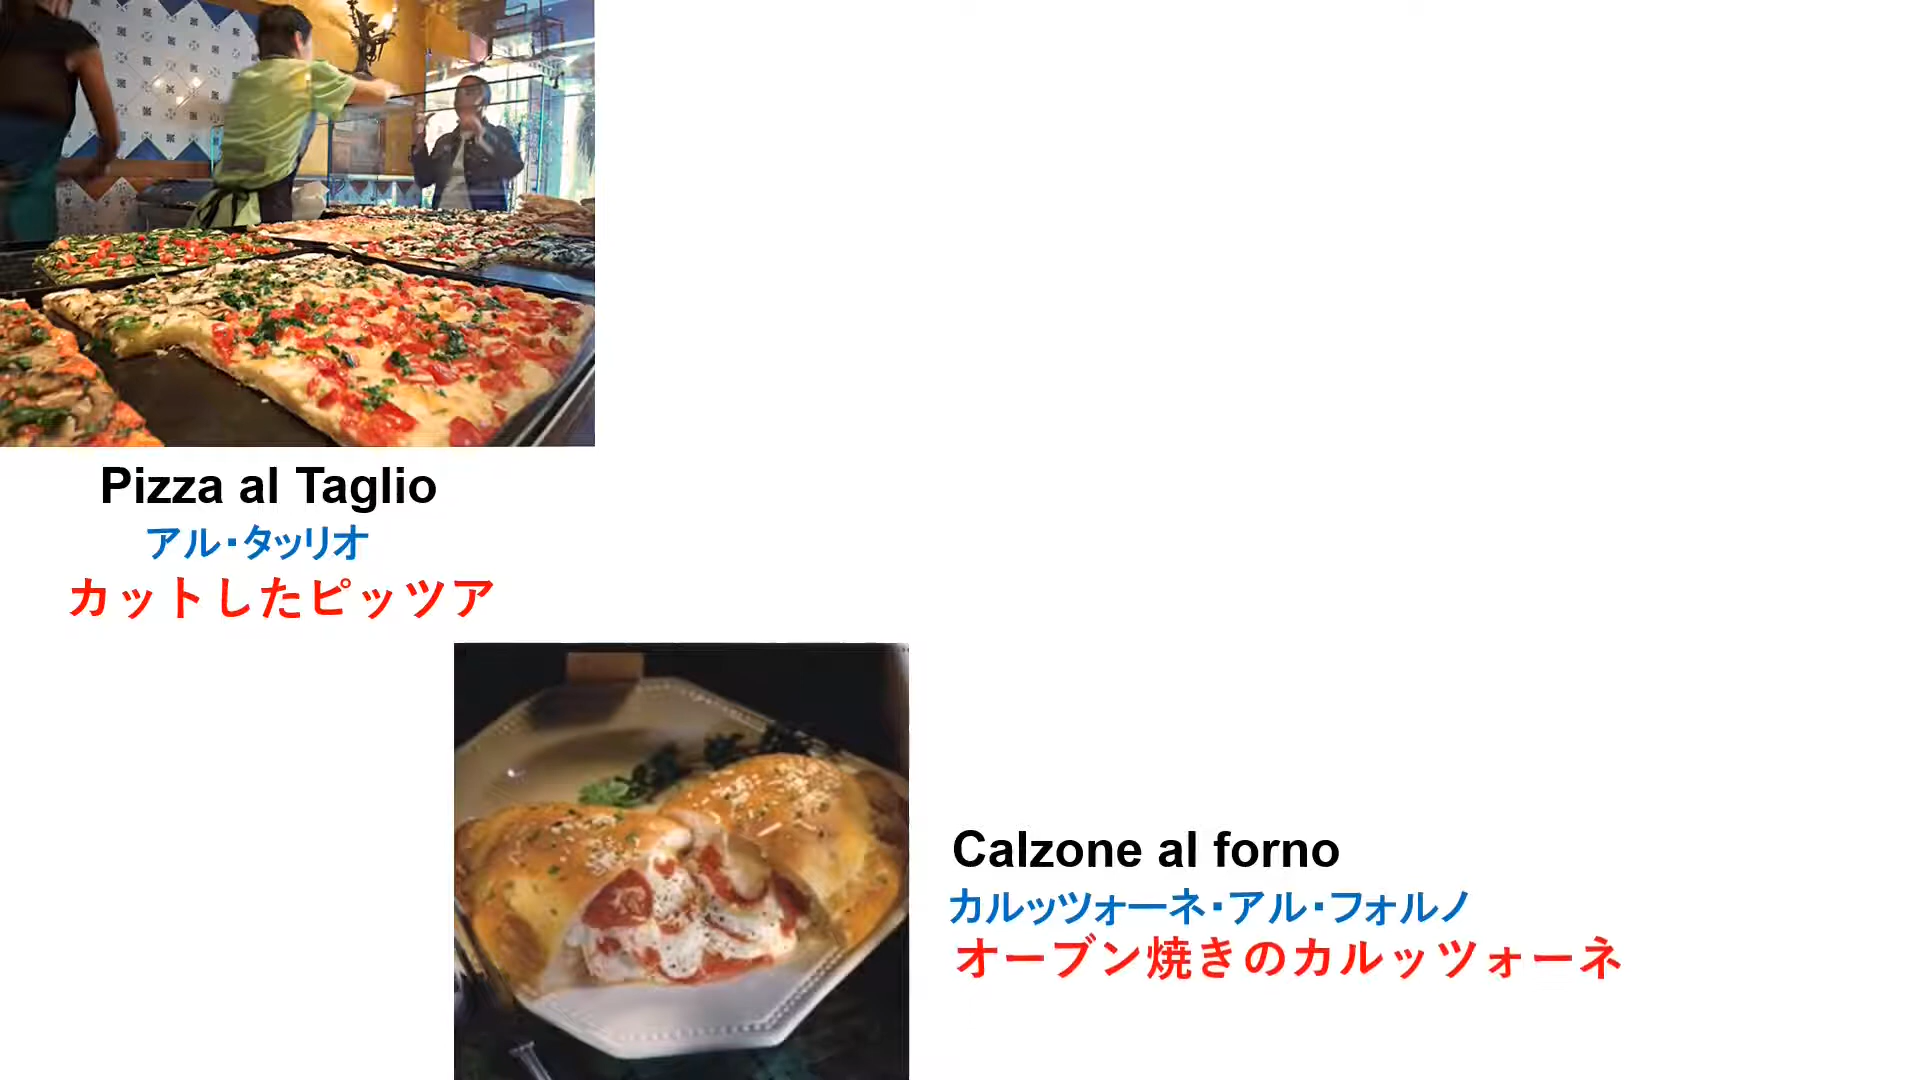 Pizza al Taglio
アル・タッリオ
カットしたピッツア
Calzone al forno
カルッツォーネ・アル・フォルノ
オーブン焼きのカルッツォーネ